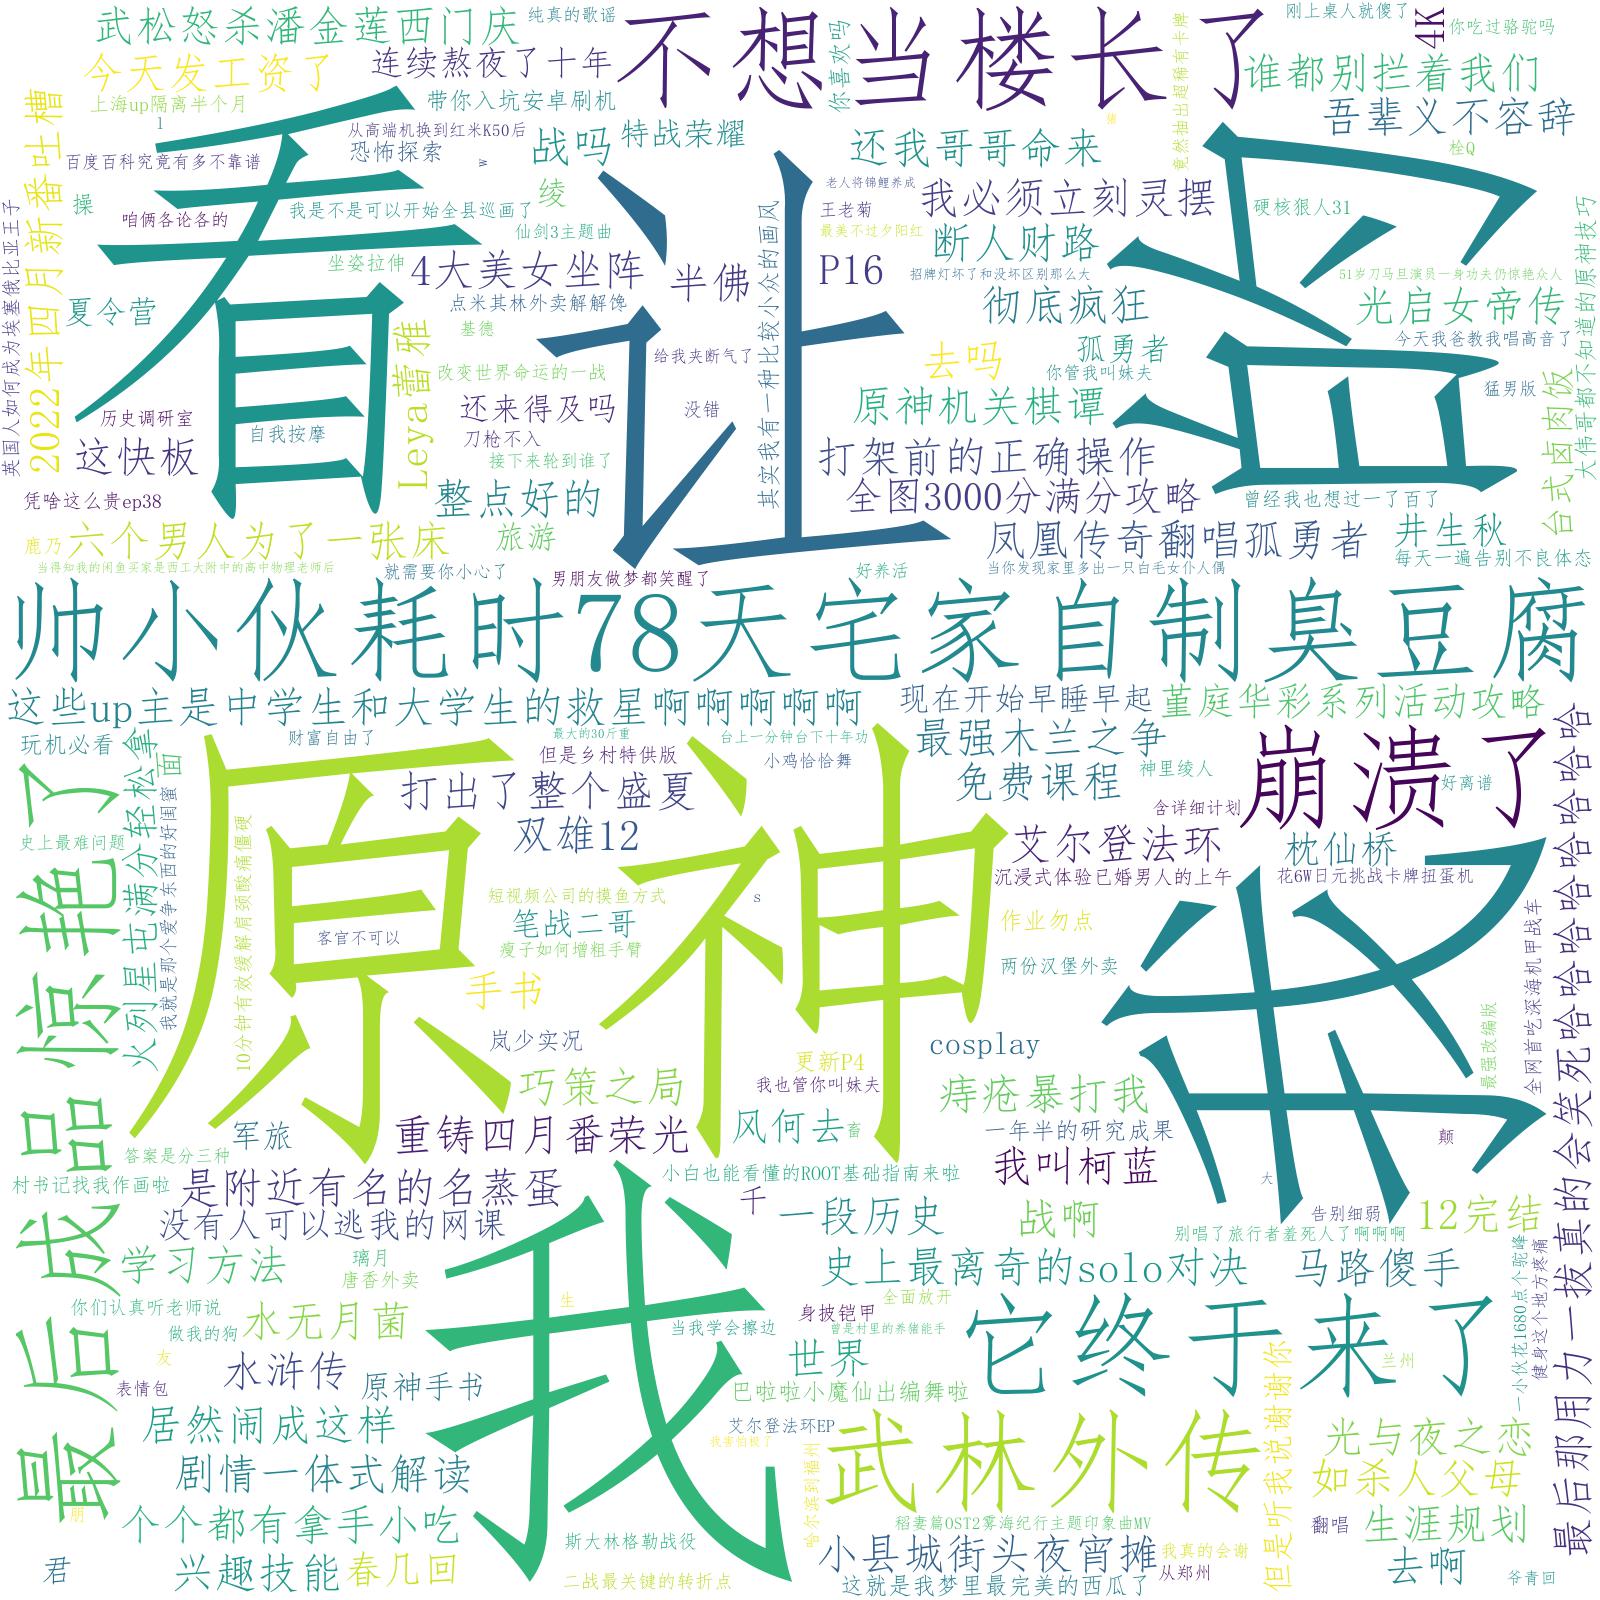 武松怒杀潘金莲西门庆
纯真的歌谣
不想当楼长了
你喜欢吗
竟然抽出超稀有卡牌
刚上桌人就傻了
4K
你吃过骆驼吗
今天发工资了
连续熬夜了十年
谁都别拦着我们
上海up隔离半个月
带你入坑安卓刷机
吾辈义不容辞
1
从高端机换到红米K50后
恐怖探索
w
战吗
特战荣耀
猪
还我哥哥命来
栓Q
2022年四月新番吐槽
百度百科究竟有多不靠谱
看
让
蹈
操
咱俩各论各的
我是不是可以开始全县巡画了
绫
老人将锦鲤养成
我必须立刻灵摆
王老菊
硬核狠人31
英国人如何成为埃塞俄比亚王子
仙剑3主题曲
最美不过夕阳红
断人财路
坐姿拉伸
4大美女坐阵
半佛
P16
招牌灯坏了和没坏区别那么大
51岁刀马旦演员一身功夫仍惊艳众人
大伟哥都不知道的原神技巧
夏令营
点米其林外卖解解馋
其实我有一种比较小众的画风
彻底疯狂
光启女帝传
Leya蕾雅
基德
给我夹断气了
孤勇者
今天我爸教我唱高音了
改变世界命运的一战
去吗
你管我叫妹夫
猛男版
台式卤肉饭
历史调研室
自我按摩
还来得及吗
没错
原神机关棋谭
这快板
刀枪不入
接下来轮到谁了
打架前的正确操作
凭啥这么贵ep38
整点好的
全图3000分满分攻略
曾经我也想过一了百了
鹿乃
六个男人为了一张床
旅游
凤凰传奇翻唱孤勇者
井生秋
当得知我的闲鱼买家是西工大附中的高中物理老师后
就需要你小心了
男朋友做梦都笑醒了
好养活
当你发现家里多出一只白毛女仆人偶
每天一遍告别不良体态
帅小伙耗时78天宅家自制臭豆腐
这些up主是中学生和大学生的救星啊啊啊啊啊
现在开始早睡早起
堇庭华彩系列活动攻略
玩机必看
财富自由了
最大的30斤重
台上一分钟台下十年功
最强木兰之争
崩溃了
但是乡村特供版
小鸡恰恰舞
免费课程
神里绫人
好离谱
原神
打出了整个盛夏
含详细计划
史上最难问题
火列星屯满分轻松拿
面
我就是那个爱争东西的好闺蜜
10分钟有效缓解肩颈酸痛僵硬
双雄12
艾尔登法环
枕仙桥
沉浸式体验已婚男人的上午
花6W日元挑战卡牌扭蛋机
短视频公司的摸鱼方式
s
笔战二哥
作业勿点
客官不可以
瘦子如何增粗手臂
两份汉堡外卖
手书
全网首吃深海机甲战车
最强改编版
岚少实况
cosplay
更新P4
我也管你叫妹夫
巧策之局
痔疮暴打我
军旅
重铸四月番荣光
风何去
畜
一年半的研究成果
颠
答案是分三种
小白也能看懂的ROOT基础指南来啦
我叫柯蓝
大
村书记找我作画啦
是附近有名的名蒸蛋
千
没有人可以逃我的网课
一段历史
战啊
告别细弱
12完结
别唱了旅行者羞死人了啊啊啊
最后成品惊艳了
最后那用力一拔真的会笑死哈哈哈哈哈哈哈哈哈
学习方法
璃月
唐香外卖
我
史上最离奇的solo对决
马路傻手
一小伙花1680点个驼峰
健身这个地方疼痛
你们认真听老师说
做我的狗
水无月菌
生
当我学会擦边
身披铠甲
全面放开
曾是村里的养猪能手
它终于来了
友
表情包
水浒传
原神手书
世界
兰州
巴啦啦小魔仙出编舞啦
居然闹成这样
艾尔登法环EP
我害怕极了
武林外传
但是听我说谢谢你
光与夜之恋
剧情一体式解读
哈尔滨到福州
如杀人父母
崩
个个都有拿手小吃
斯大林格勒战役
稻妻篇OST2雾海纪行主题印象曲MV
翻唱
生涯规划
君
兴趣技能
春几回
二战最关键的转折点
小县城街头夜宵摊
我真的会谢
从郑州
去啊
这就是我梦里最完美的西瓜了
爷青回